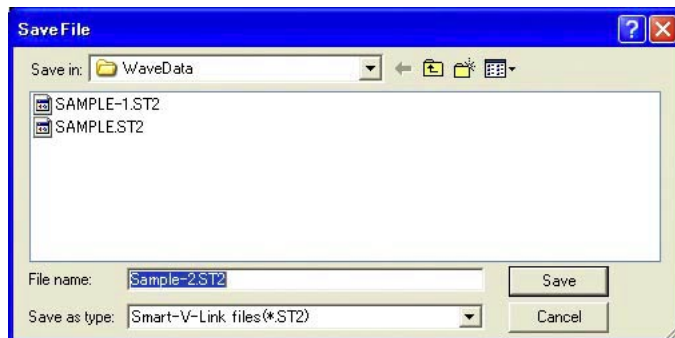 Save File
Save in: WaveData
SAMPLE-1.ST2
SAMPLE.ST2
File name: Sample-2.ST2 Save
Save as type: Smart-V-Link files(*.ST2) Cancel